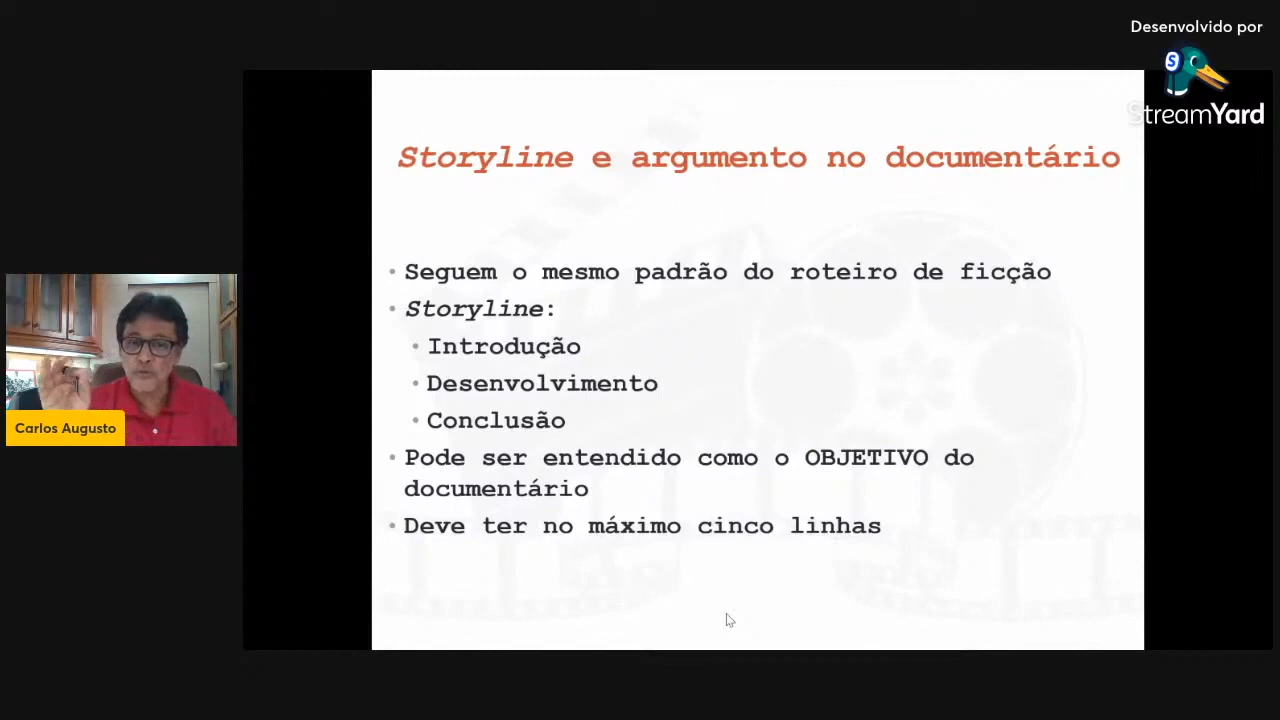 Desenvolvido por
StreamYard
Storyline e argumento no documentário
• Seguem o mesmo padrão do roteiro de ficção
• Storyline:
• Introdução
• Desenvolvimento
• Conclusão
• Pode ser entendido como o OBJETIVO do
documentário
• Deve ter no máximo cinco linhas
Carlos Augusto